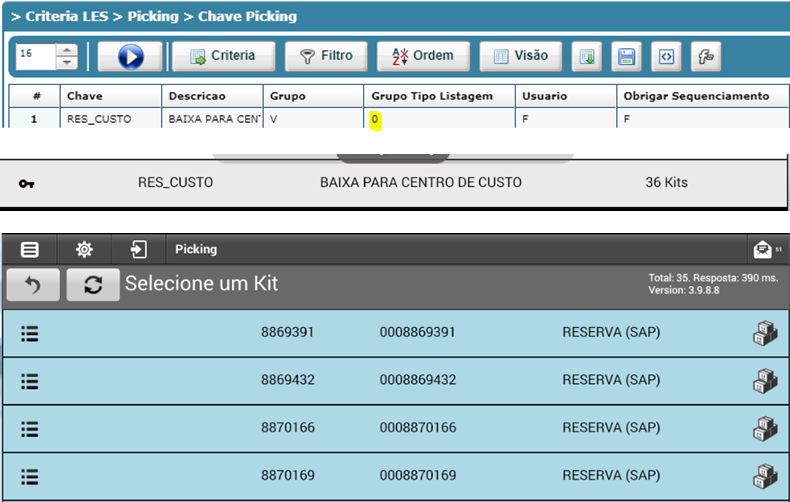 > Criteria LES > Picking > Chave Picking
16 Criteria Filtro Ordem Visão
# Chave Descricao Grupo Grupo Tipo Listagem Usuario Obrigar Sequenciamento
1 RES_CUSTO BAIXA PARA CEN V 0 F F
RES_CUSTO BAIXA PARA CENTRO DE CUSTO 36 Kits
Picking
Selecione um Kit
Total: 35. Resposta: 390 ms.
Version: 3.9.8.8
8869391 0008869391 RESERVA (SAP)
8869432 0008869432 RESERVA (SAP)
8870166 0008870166 RESERVA (SAP)
8870169 0008870169 RESERVA (SAP)